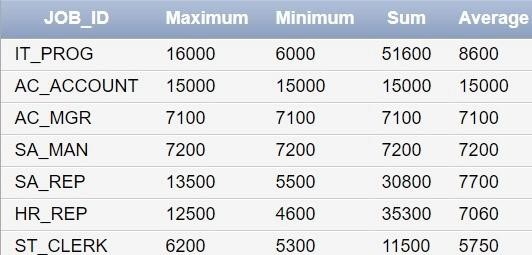 JOB_ID Maximum Minimum Sum Average
IT_PROG 16000 6000 51600 8600
AC_ACCOUNT 15000 15000 15000 15000
AC_MGR 7100 7100 7100 7100
SA_MAN 7200 7200 7200 7200
SA_REP 13500 5500 30800 7700
HR_REP 12500 4600 35300 7060
ST_CLERK 6200 5300 11500 5750